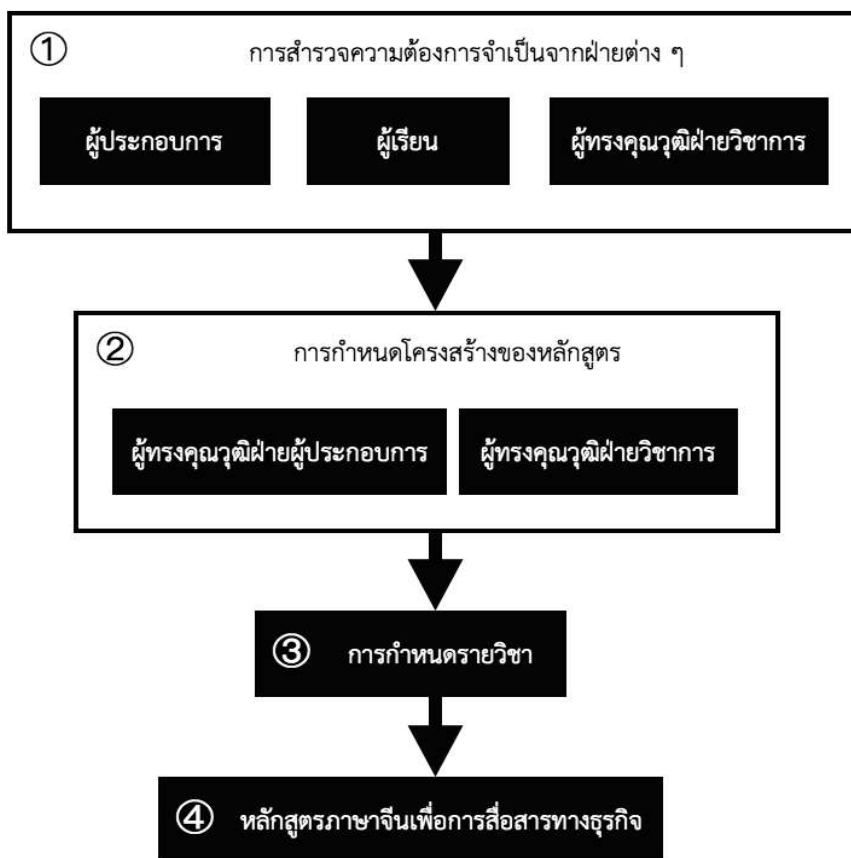 ① การสำรวจความต้องการจำเป็นจากฝ่ายต่าง ๆ
ผู้ประกอบการ
ผู้เรียน
ผู้ทรงคุณวุฒิฝ่ายวิชาการ
② การกำหนดโครงสร้างของหลักสูตร
ผู้ทรงคุณวุฒิฝ่ายผู้ประกอบการ
ผู้ทรงคุณวุฒิฝ่ายวิชาการ
③ การกำหนดรายวิชา
④ หลักสูตรภาษาจีนเพื่อการสื่อสารทางธุรกิจ